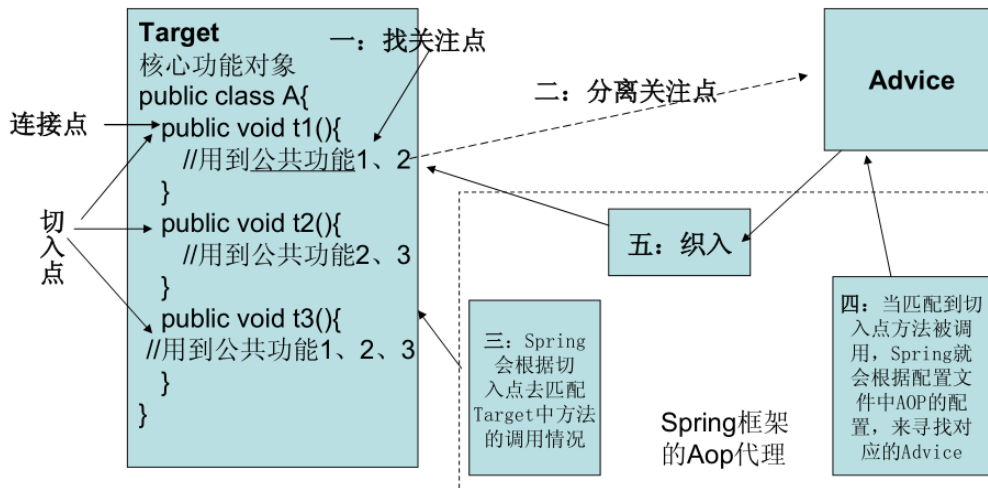 Target
核心功能对象
public class A{
public void t1(){
//用到公共功能1、2
}
public void t2(){
//用到公共功能2、3
}
public void t3(){
//用到公共功能1、2、3
}
}
一：找关注点
连接点
切
入
点
二：分离关注点
Advice
五：织入
三：Spring
会根据切
入点去匹配
Target中方法
的调用情况
四：当匹配到切
入点方法被调
用，Spring就
会根据配置文
件中AOP的配
置，来寻找对
应的Advice
Spring框架
的Aop代理